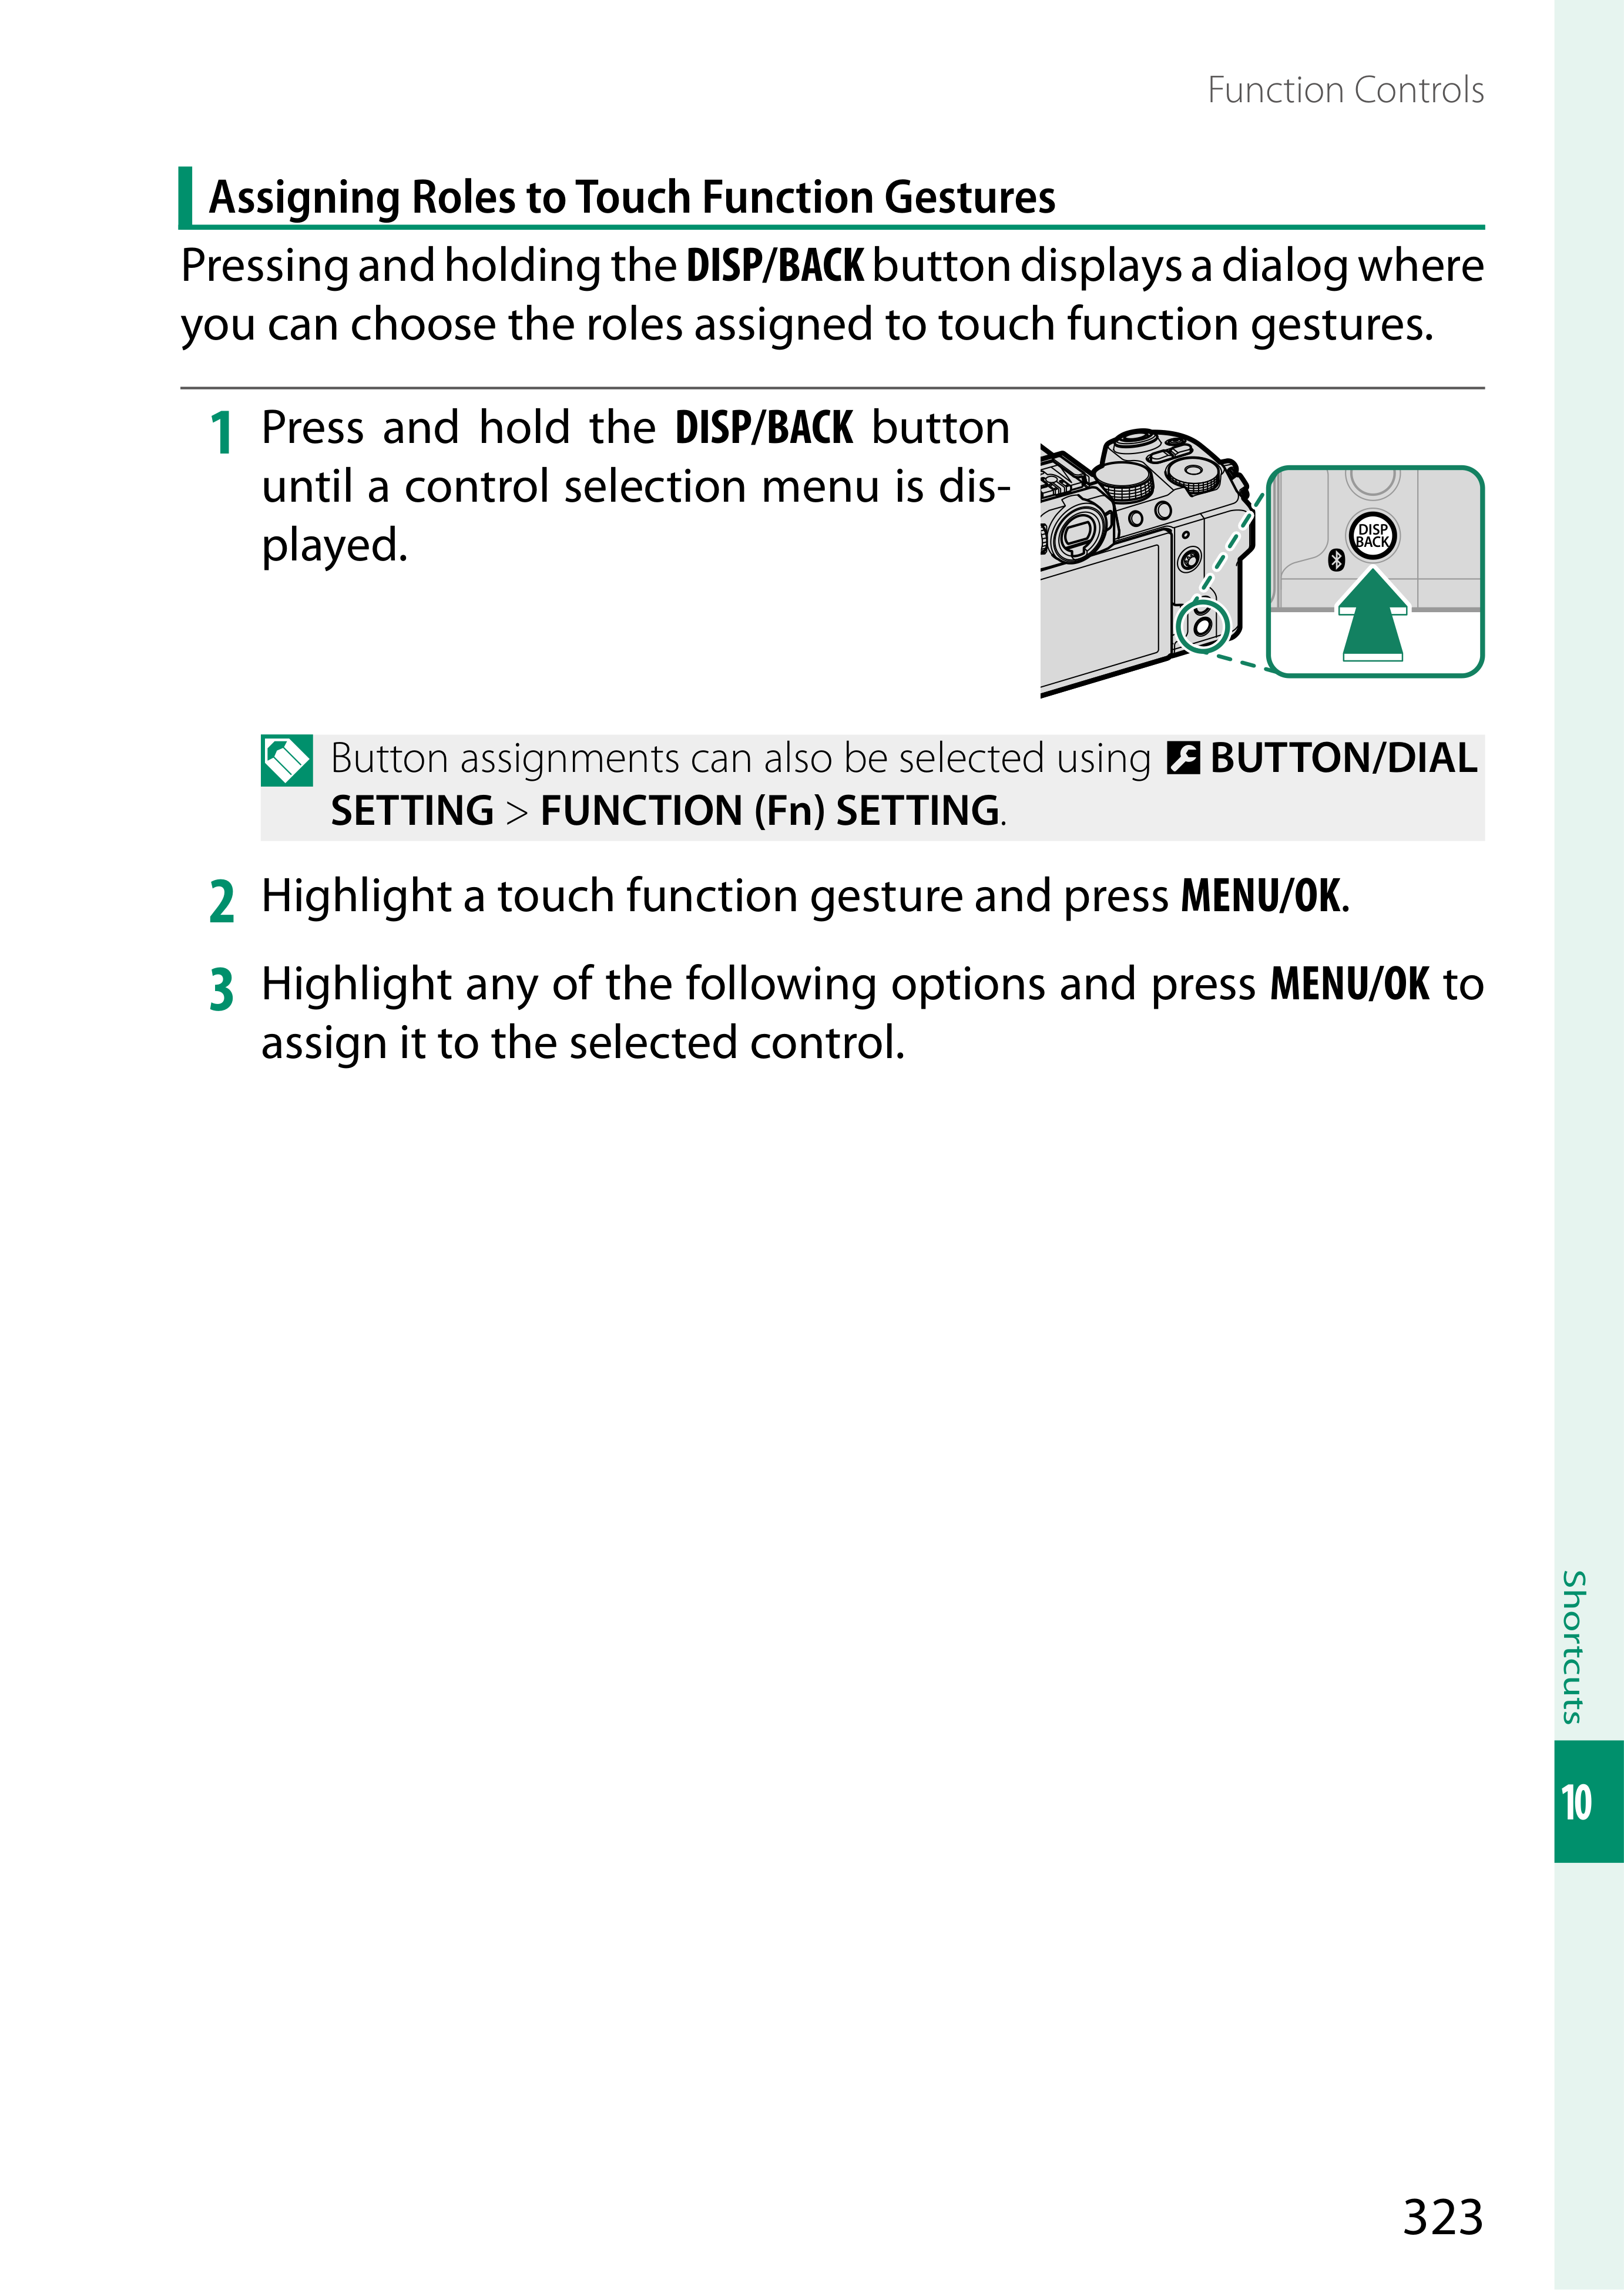 Function Controls
Assigning Roles to Touch Function Gestures
Pressing and holding the DISP/BACK button displays a dialog where
you can choose the roles assigned to touch function gestures.
1 Press and hold the DISP/BACK button
until a control selection menu is dis-
played.
DISP
BACK
Button assignments can also be selected using BUTTON/DIAL
SETTING > FUNCTION (Fn) SETTING.
2 Highlight a touch function gesture and press MENU/OK.
3 Highlight any of the following options and press MENU/OK to
assign it to the selected control.
Shortcuts
10
323